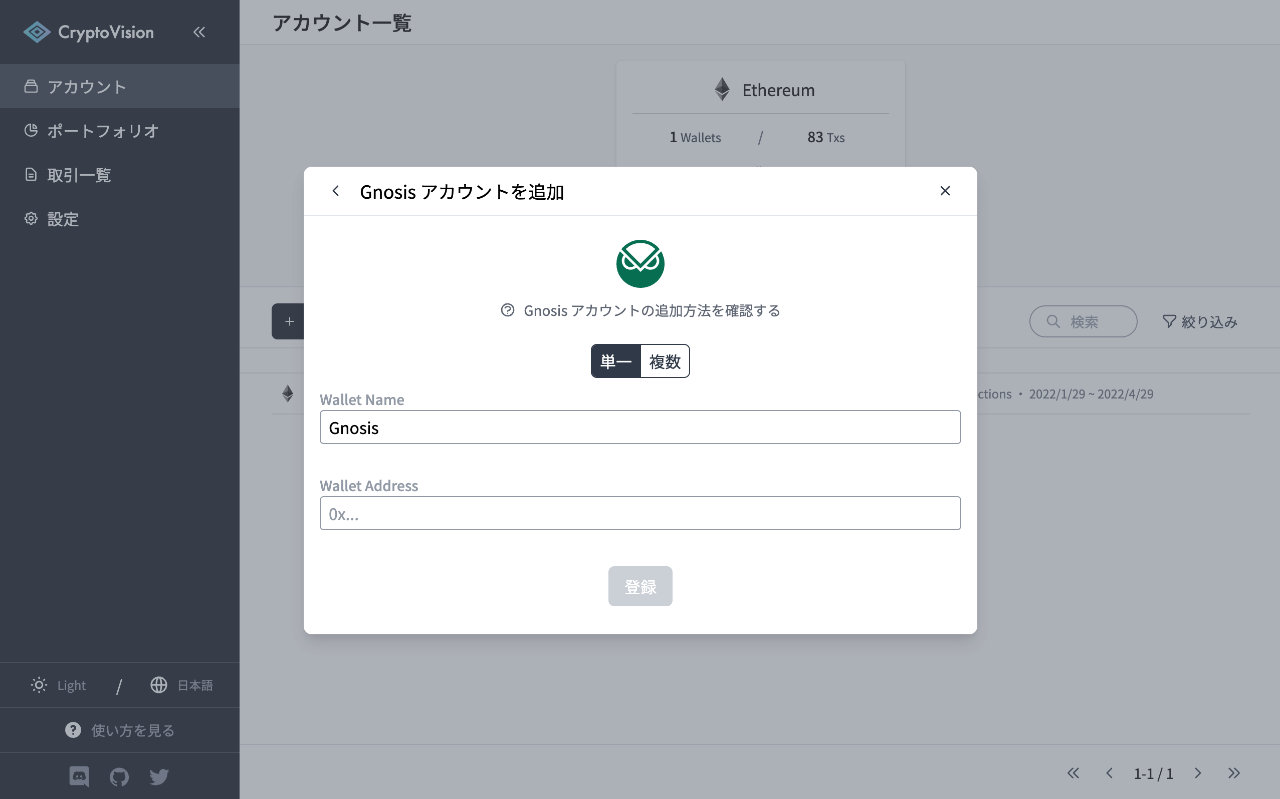 CryptoVision
アカウント
ポートフォリオ
取引一覧
設定
Light / 日本語
使い方を見る
アカウント一覧
Ethereum
1 Wallets / 83 Txs
+
検索
絞り込み
ctions • 2022/1/29 ~ 2022/4/29
Gnosis アカウントを追加
Gnosis アカウントの追加方法を確認する
単一 複数
Wallet Name
Gnosis
Wallet Address
0x...
登録
1-1 / 1